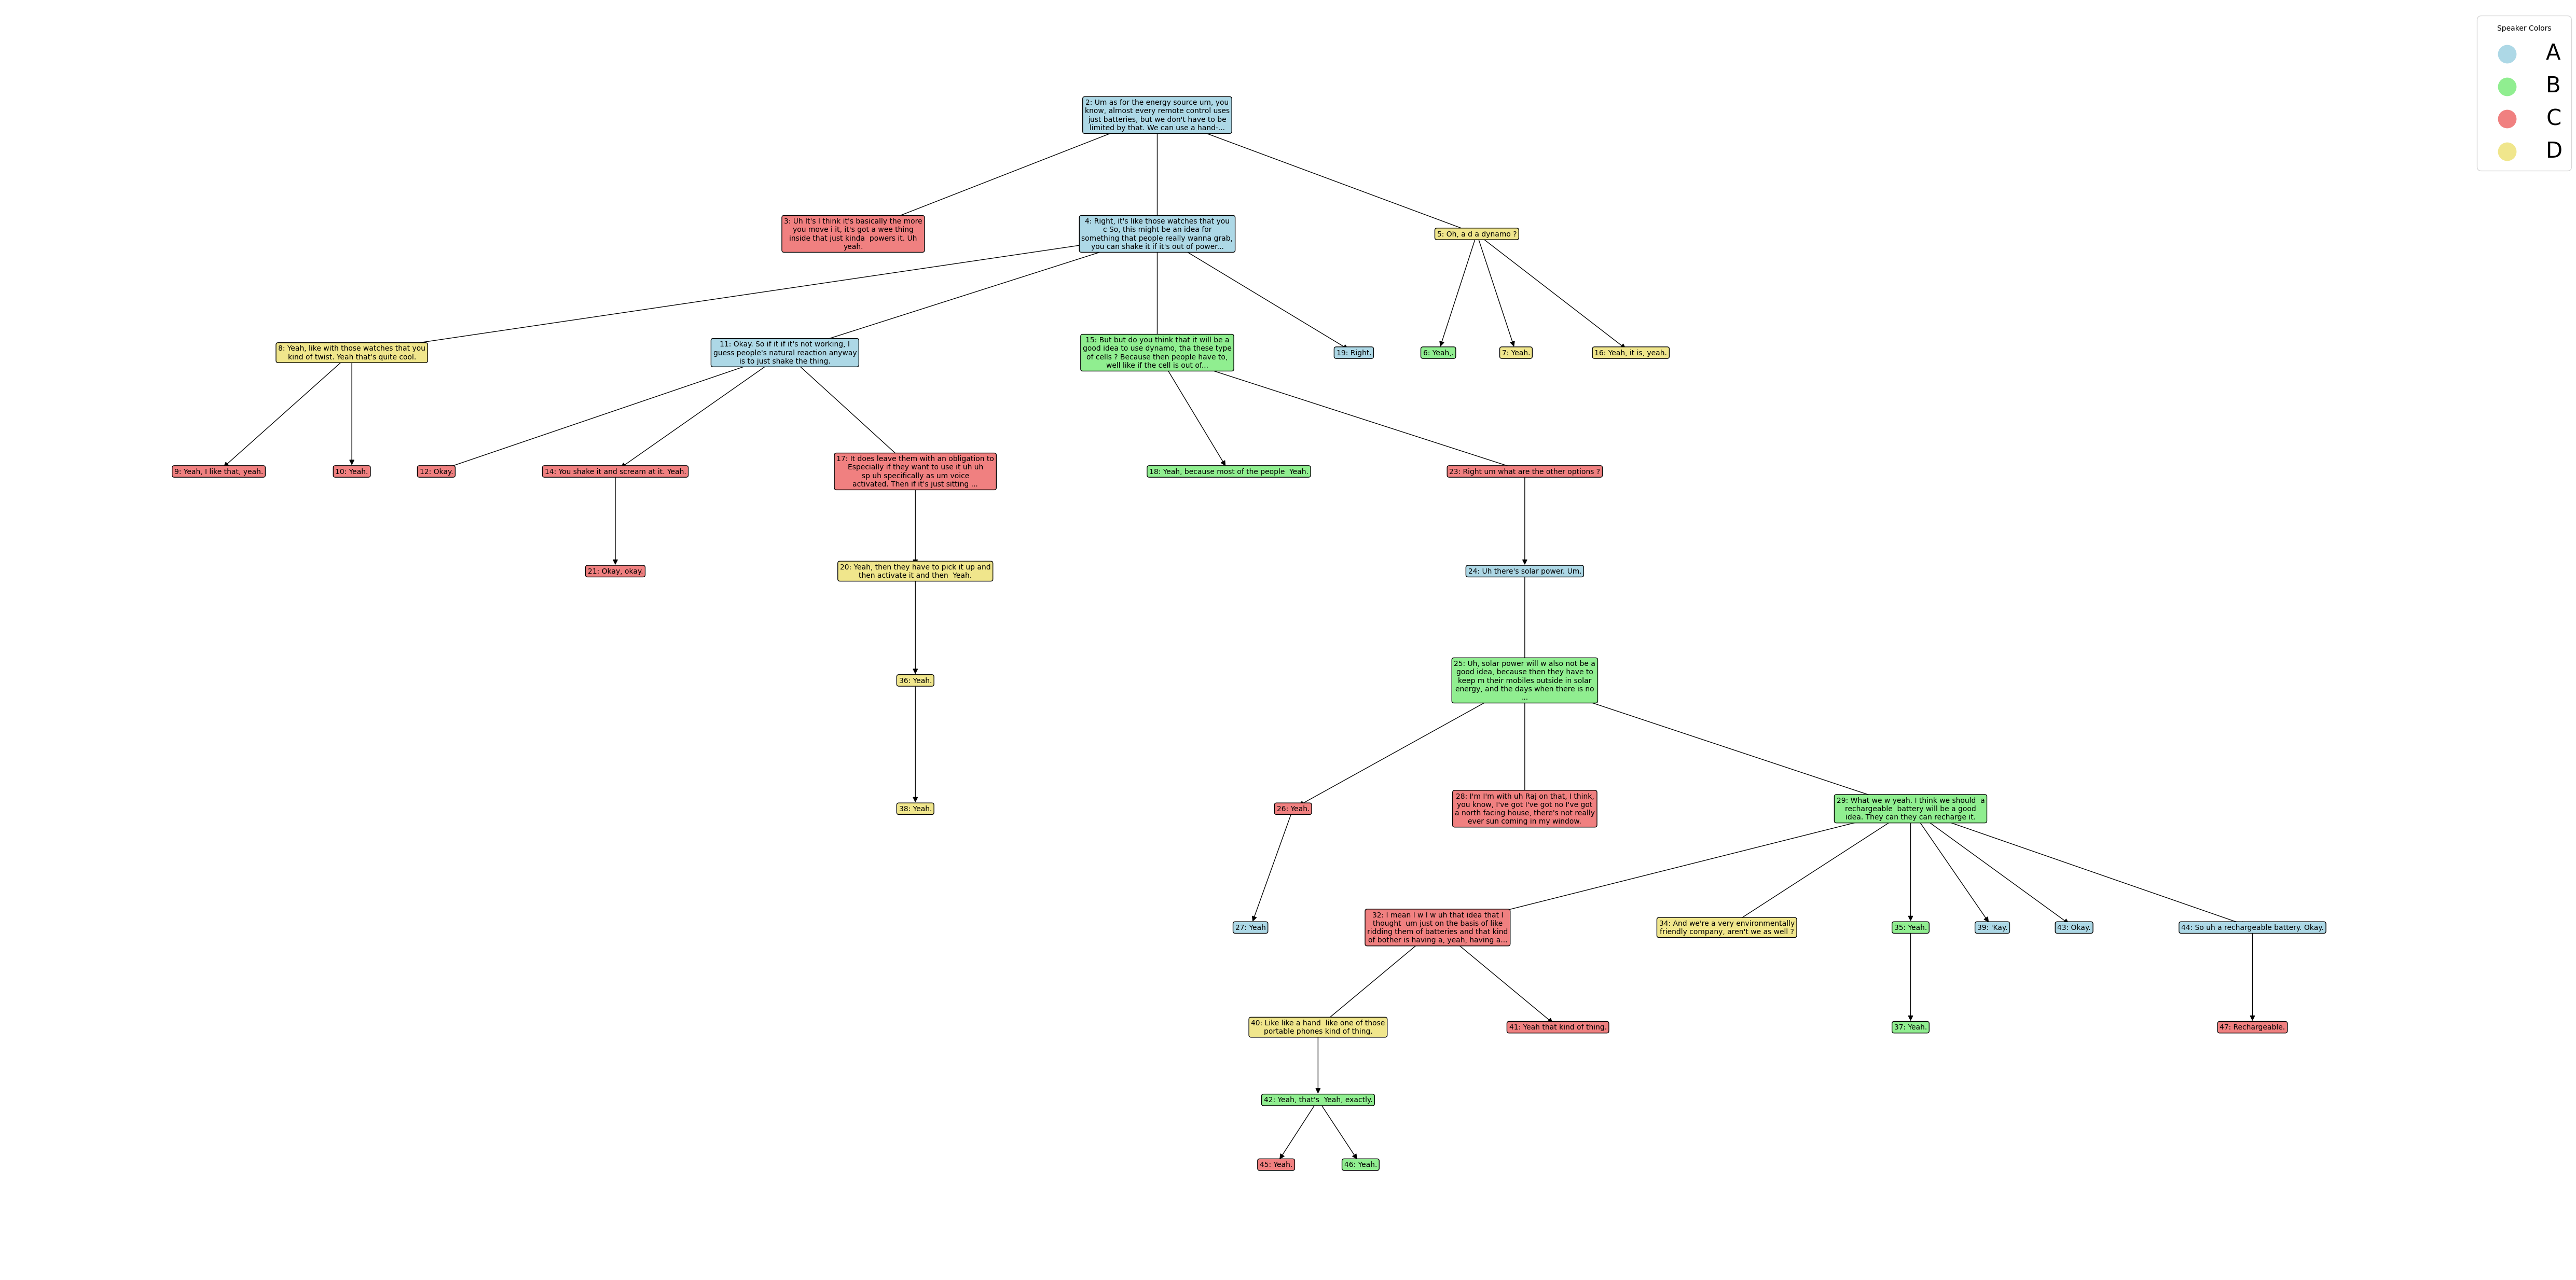 Speaker Colors
A
B
C
D
2: Um as for the energy source um, you
know, almost every remote control uses
just batteries, but we don't have to be
limited by that. We can use a hand-...
3: Uh It's I think it's basically the more
you move i it, it's got a wee thing
inside that just kinda  powers it. Uh
yeah.
4: Right, it's like those watches that you
c So, this might be an idea for
something that people really wanna grab,
you can shake it if it's out of power...
5: Oh, a d a dynamo ?
8: Yeah, like with those watches that you
kind of twist. Yeah that's quite cool.
11: Okay. So if it if it's not working, I
guess people's natural reaction anyway
is to just shake the thing.
15: But but do you think that it will be a
good idea to use dynamo, tha these type
of cells ? Because then people have to,
well like if the cell is out of...
19: Right.
6: Yeah,.
7: Yeah.
16: Yeah, it is, yeah.
9: Yeah, I like that, yeah.
10: Yeah.
12: Okay.
14: You shake it and scream at it. Yeah.
17: It does leave them with an obligation to
Especially if they want to use it uh uh
sp uh specifically as um voice
activated. Then if it's just sitting ...
18: Yeah, because most of the people  Yeah.
23: Right um what are the other options ?
21: Okay, okay.
20: Yeah, then they have to pick it up and
then activate it and then  Yeah.
24: Uh there's solar power. Um.
36: Yeah.
25: Uh, solar power will w also not be a
good idea, because then they have to
keep m their mobiles outside in solar
energy, and the days when there is no
...
38: Yeah.
26: Yeah.
28: I'm I'm with uh Raj on that, I think,
you know, I've got I've got no I've got
a north facing house, there's not really
ever sun coming in my window.
29: What we w yeah. I think we should  a
rechargeable  battery will be a good
idea. They can they can recharge it.
27: Yeah
32: I mean I w I w uh that idea that I
thought  um just on the basis of like
ridding them of batteries and that kind
of bother is having a, yeah, having a...
34: And we're a very environmentally
friendly company, aren't we as well ?
35: Yeah.
39: 'Kay.
43: Okay.
44: So uh a rechargeable battery. Okay.
40: Like like a hand  like one of those
portable phones kind of thing.
41: Yeah that kind of thing.
37: Yeah.
47: Rechargeable.
42: Yeah, that's  Yeah, exactly.
45: Yeah.
46: Yeah.